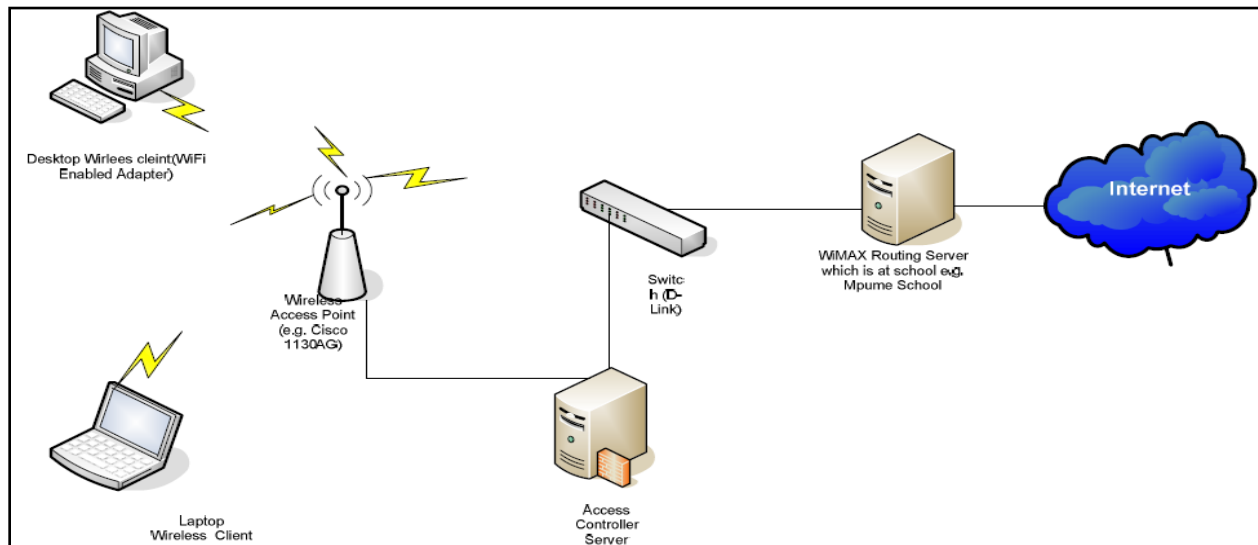 Desktop Wirlees cleint(WiFi
Enabled Adapter)
Wireless
Access Point
(e.g. Cisco
1130AG)
Laptop
Wireless Client
Switc
h (D-
Link)
Access
Controller
Server
WiMAX Routing Server
which is at school e.g.
Mpume School
Internet